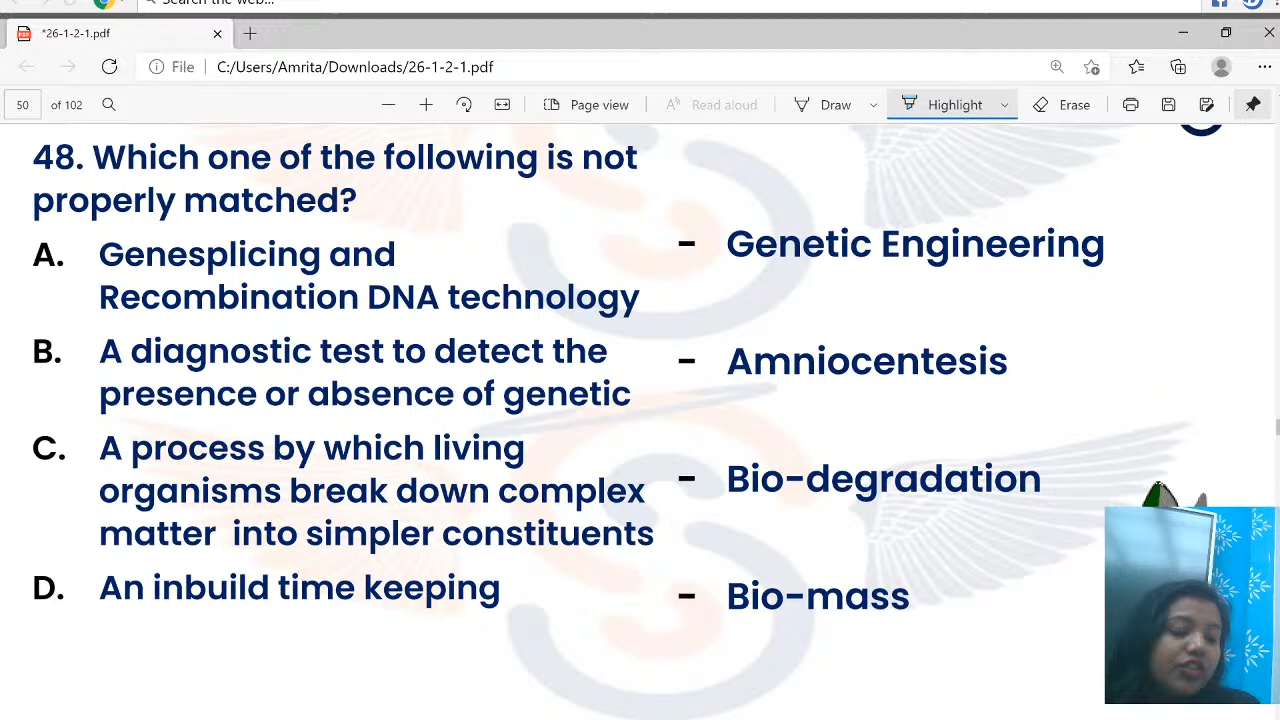 Search the web...
*26-1-2-1.pdf
File C:/Users/Amrita/Downloads/26-1-2-1.pdf
50 of 102 Page view Read aloud Draw Highlight Erase
48. Which one of the following is not
properly matched?
A. Genesplicing and
Recombination DNA technology
- Genetic Engineering
B. A diagnostic test to detect the
presence or absence of genetic
- Amniocentesis
C. A process by which living
organisms break down complex
matter into simpler constituents
- Bio-degradation
D. An inbuild time keeping
- Bio-mass